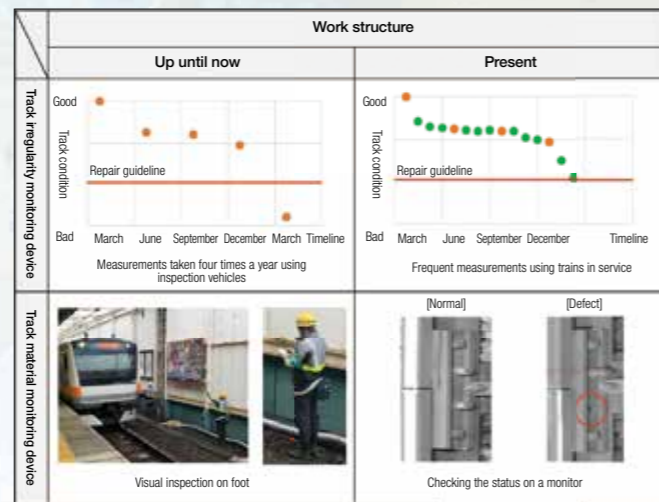 Work structure
Up until now
Present
Track irregularity monitoring device
Good
Track condition
Repair guideline
Bad
March June September December March Timeline
Measurements taken four times a year using
inspection vehicles
Good
Track condition
Repair guideline
Bad
March June September December Timeline
Frequent measurements using trains in service
Track material monitoring device
Visual inspection on foot
[Normal] [Defect]
Checking the status on a monitor